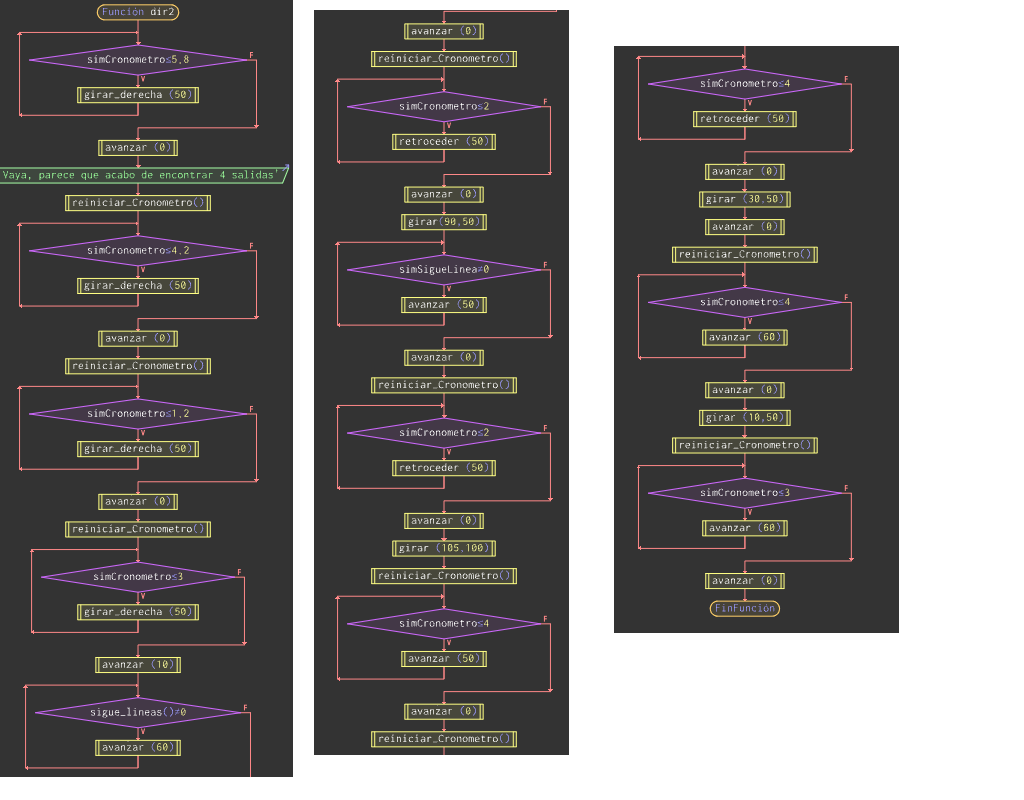 Función dir2
simCronometro≤5,8
F
V
girar_derecha (50)
avanzar (0)
Vaya, parece que acabo de encontrar 4 salidas'
reiniciar_Cronometro()
simCronometro≤4,2
F
V
girar_derecha (50)
avanzar (0)
reiniciar_Cronometro()
simCronometro≤1,2
F
V
girar_derecha (50)
avanzar (0)
reiniciar_Cronometro()
simCronometro≤3
F
V
girar_derecha (50)
avanzar (10)
sigue_lineas()≠0
F
V
avanzar (60)
avanzar (0)
reiniciar_Cronometro()
simCronometro≤2
F
V
retroceder (50)
avanzar (0)
girar(90,50)
simSigueLinea≠0
F
V
avanzar (50)
avanzar (0)
reiniciar_Cronometro()
simCronometro≤2
F
V
retroceder (50)
avanzar (0)
girar (105,100)
reiniciar_Cronometro()
simCronometro≤4
F
V
avanzar (50)
avanzar (0)
reiniciar_Cronometro()
simCronometro≤4
F
V
retroceder (50)
avanzar (0)
girar (30,50)
avanzar (0)
reiniciar_Cronometro()
simCronometro≤4
F
V
avanzar (60)
avanzar (0)
girar (10,50)
reiniciar_Cronometro()
simCronometro≤3
F
V
avanzar (60)
avanzar (0)
FinFunción